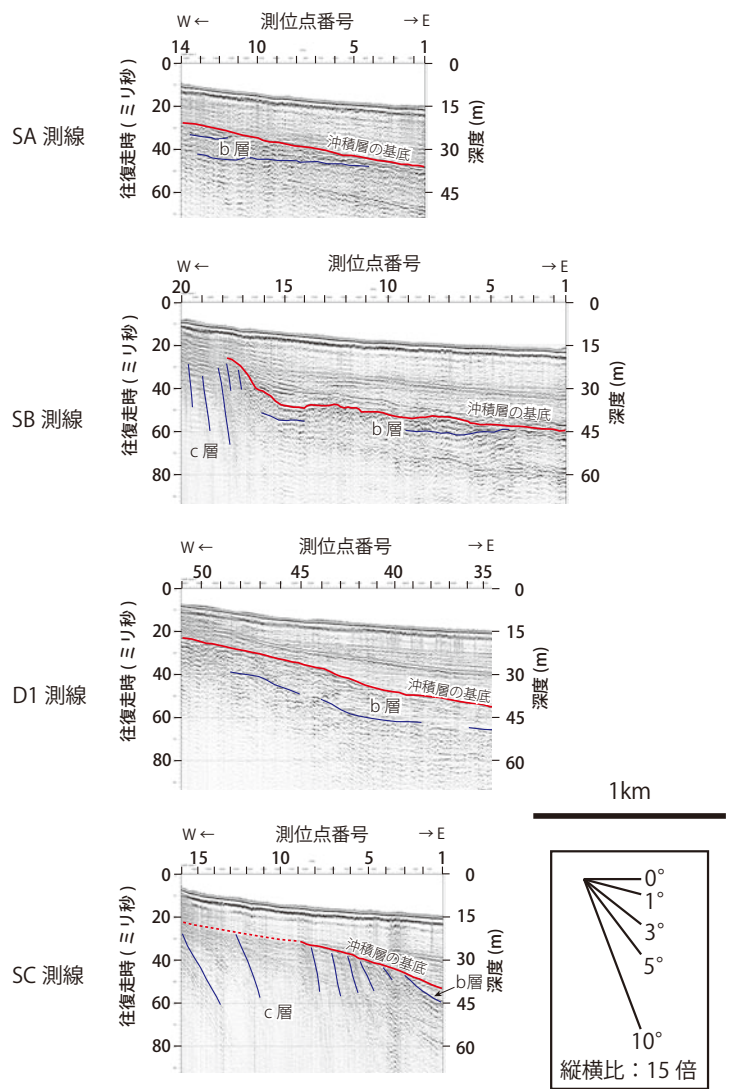 測位点番号
W ←
→ E
14 10 5 1
0 0
20 15
40 30
60 45
往復走時 ( ミリ秒 )
深度 (m)
SA 測線
沖積層の基底
b 層
測位点番号
W ←
→ E
20 15 10 5 1
0 0
20 15
40 30
60 45
80 60
往復走時 ( ミリ秒 )
深度 (m)
SB 測線
沖積層の基底
b 層
c 層
測位点番号
W ←
→ E
50 45 40 35
0 0
20 15
40 30
60 45
80 60
往復走時 ( ミリ秒 )
深度 (m)
D1 測線
沖積層の基底
b 層
測位点番号
W ←
→ E
15 10 5 1
0 0
20 15
40 30
60 45
80 60
往復走時 ( ミリ秒 )
深度 (m)
SC 測線
沖積層の基底
b層
c 層
1km
0°
1°
3°
5°
10°
縦横比：15 倍